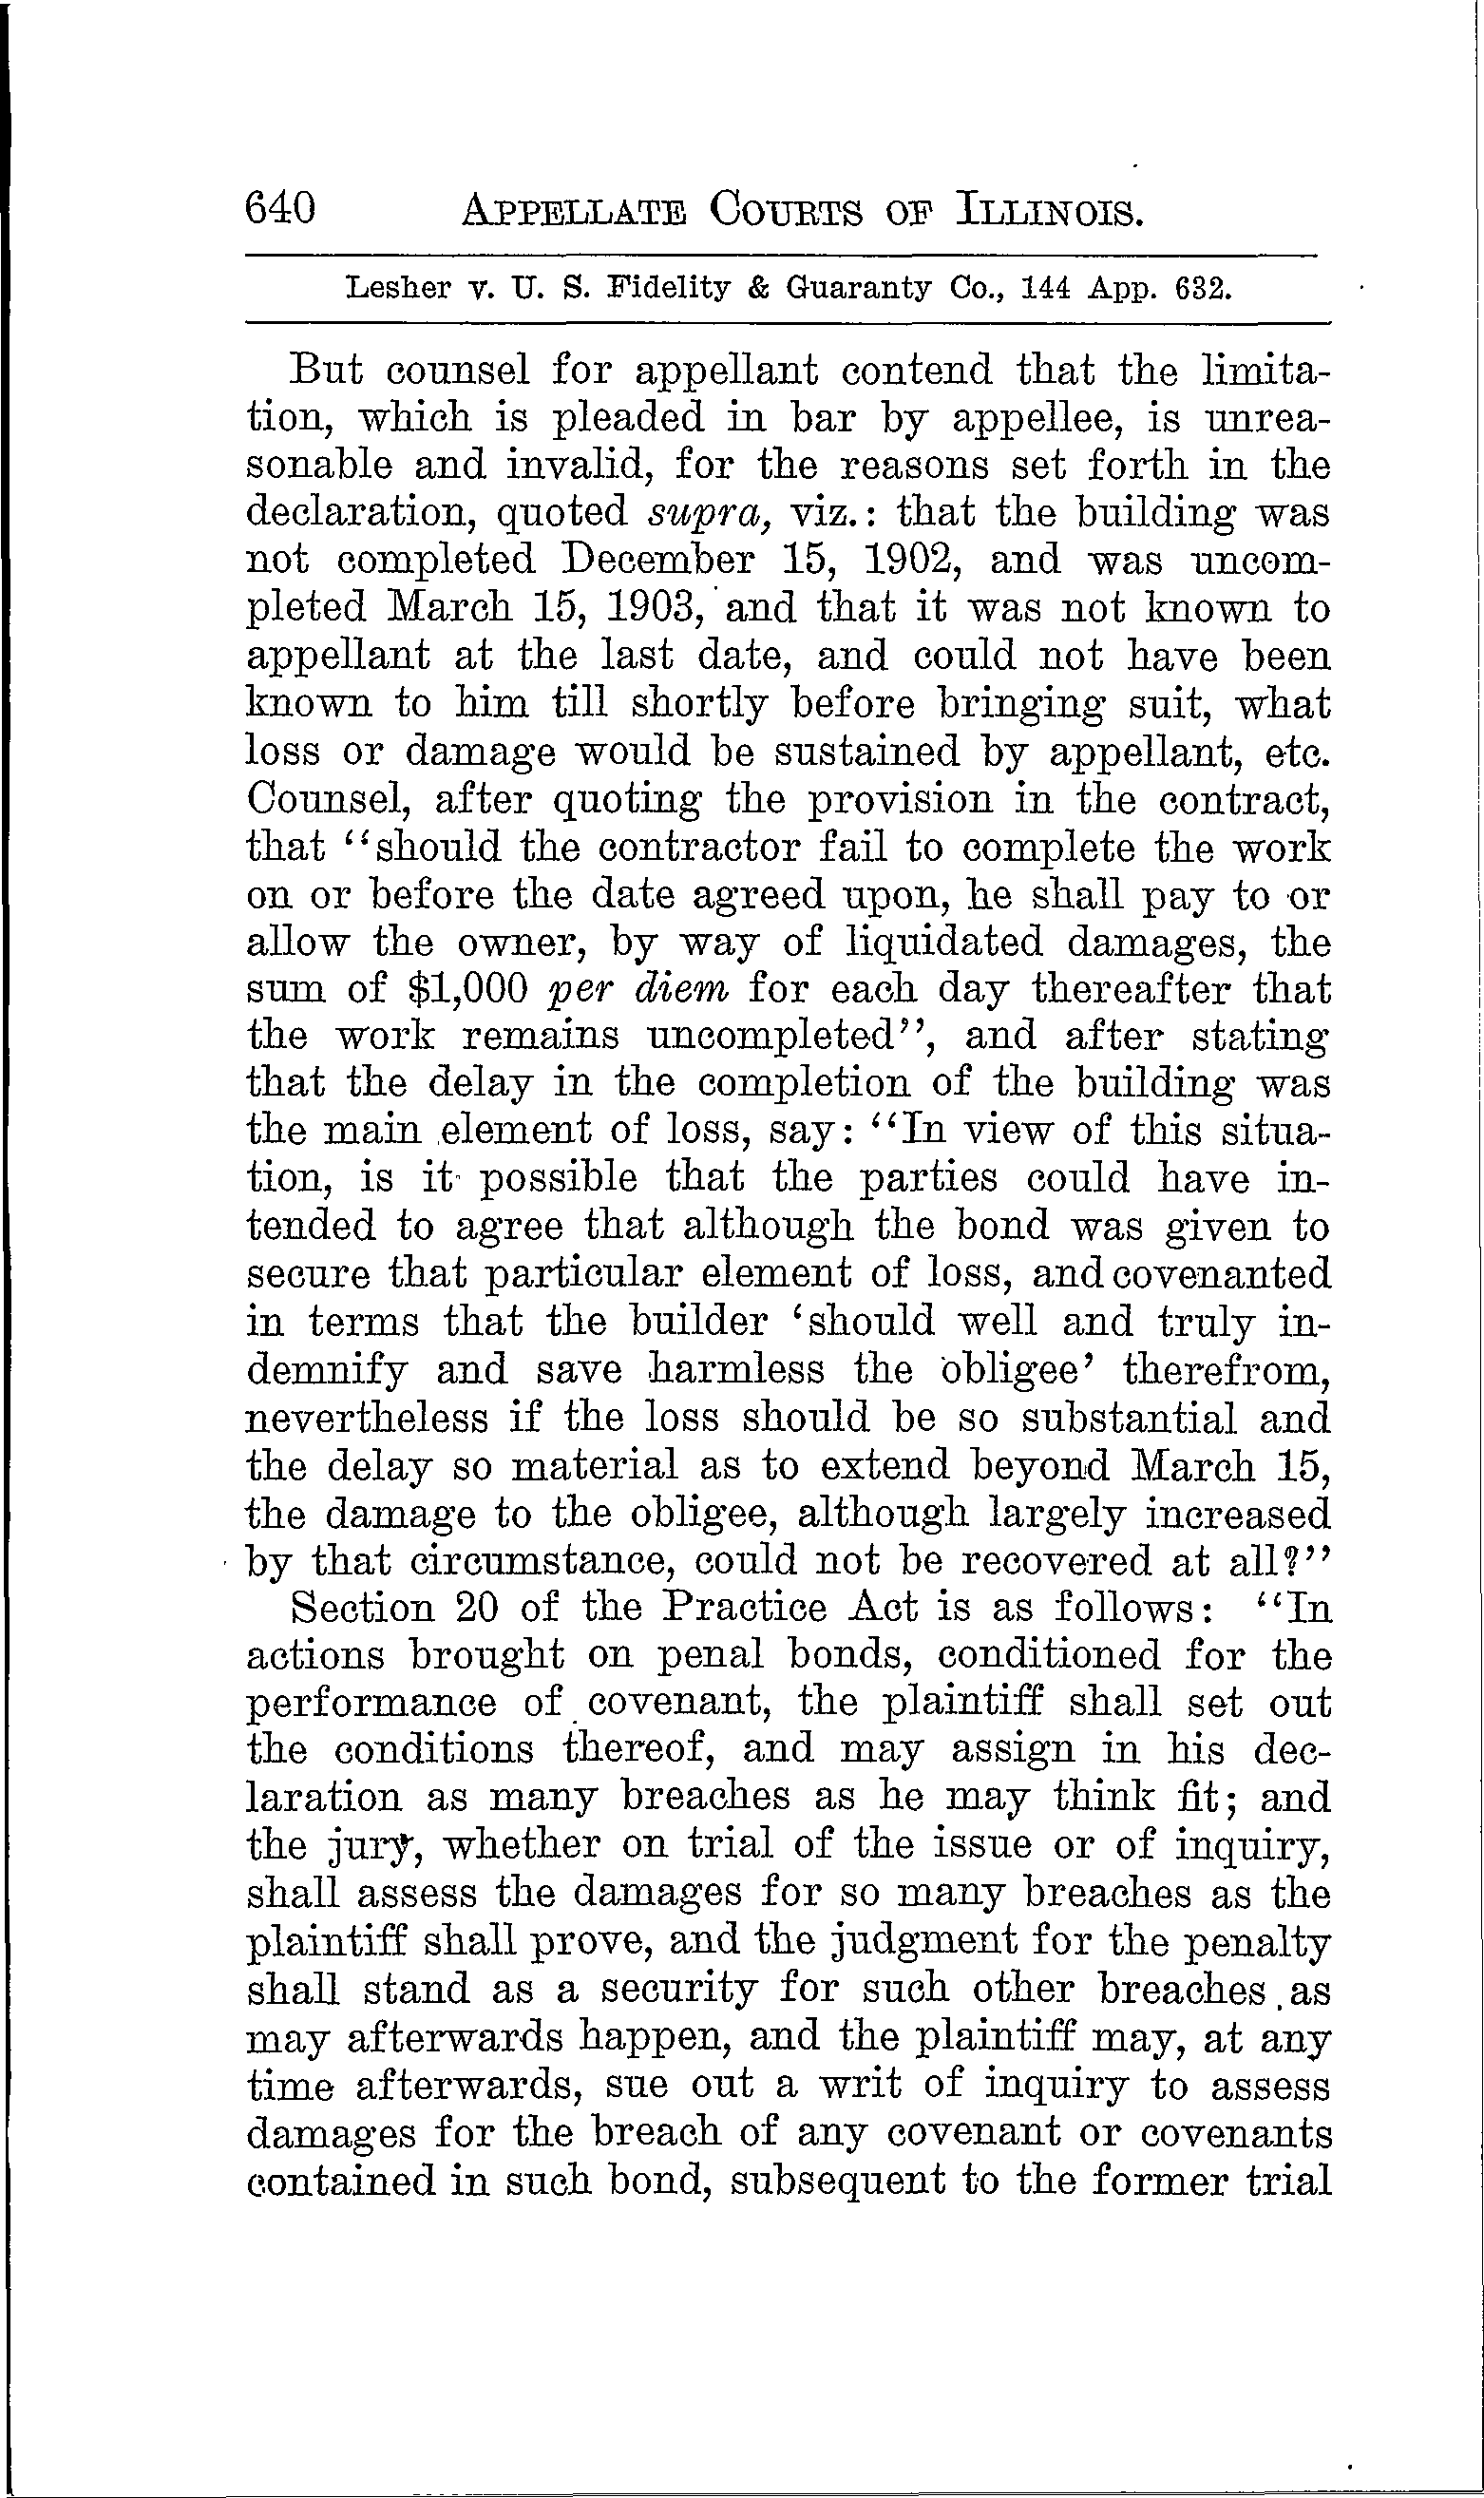 640 APPELLATE COURTS OF ILLINOIS.
Lesher v. U. S. Fidelity & Guaranty Co., 144 App. 632.
But counsel for appellant contend that the limita-
tion, which is pleaded in bar by appellee, is unrea-
sonable and invalid, for the reasons set forth in the
declaration, quoted supra, viz.: that the building was
not completed December 15, 1902, and was uncom-
pleted March 15, 1903, and that it was not known to
appellant at the last date, and could not have been
known to him till shortly before bringing suit, what
loss or damage would be sustained by appellant, etc.
Counsel, after quoting the provision in the contract,
that "should the contractor fail to complete the work
on or before the date agreed upon, he shall pay to or
allow the owner, by way of liquidated damages, the
sum of $1,000 per diem for each day thereafter that
the work remains uncompleted", and after stating
that the delay in the completion of the building was
the main element of loss, say: "In view of this situa-
tion, is it possible that the parties could have in-
tended to agree that although the bond was given to
secure that particular element of loss, and covenanted
in terms that the builder 'should well and truly in-
demnify and save harmless the obligee' therefrom,
nevertheless if the loss should be so substantial and
the delay so material as to extend beyond March 15,
the damage to the obligee, although largely increased
by that circumstance, could not be recovered at all?"
Section 20 of the Practice Act is as follows: "In
actions brought on penal bonds, conditioned for the
performance of covenant, the plaintiff shall set out
the conditions thereof, and may assign in his dec-
laration as many breaches as he may think fit; and
the jury, whether on trial of the issue or of inquiry,
shall assess the damages for so many breaches as the
plaintiff shall prove, and the judgment for the penalty
shall stand as a security for such other breaches as
may afterwards happen, and the plaintiff may, at any
time afterwards, sue out a writ of inquiry to assess
damages for the breach of any covenant or covenants
contained in such bond, subsequent to the former trial